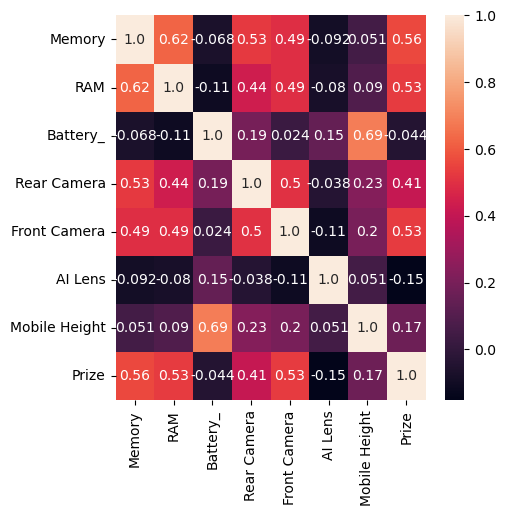 Memory 1.0 0.62 -0.068 0.53 0.49 -0.092 0.051 0.56
RAM 0.62 1.0 -0.11 0.44 0.49 -0.08 0.09 0.53
Battery_ -0.068 -0.11 1.0 0.19 0.024 0.15 0.69 -0.044
Rear Camera 0.53 0.44 0.19 1.0 0.5 -0.038 0.23 0.41
Front Camera 0.49 0.49 0.024 0.5 1.0 -0.11 0.2 0.53
AI Lens -0.092 -0.08 0.15 -0.038 -0.11 1.0 0.051 -0.15
Mobile Height 0.051 0.09 0.69 0.23 0.2 0.051 1.0 0.17
Prize 0.56 0.53 -0.044 0.41 0.53 -0.15 0.17 1.0
Memory
RAM
Battery_
Rear Camera
Front Camera
AI Lens
Mobile Height
Prize
1.0
0.8
0.6
0.4
0.2
0.0